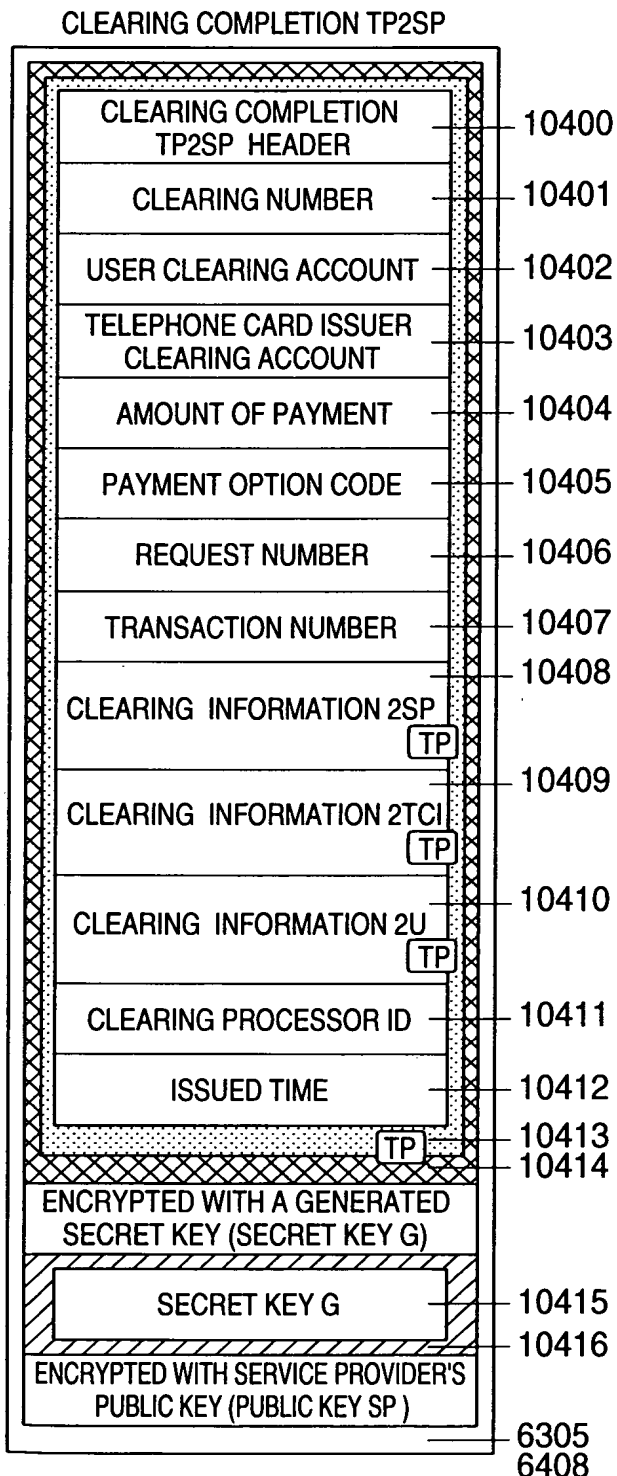 CLEARING COMPLETION TP2SP
CLEARING COMPLETION
TP2SP HEADER
10400
CLEARING NUMBER
10401
USER CLEARING ACCOUNT
10402
TELEPHONE CARD ISSUER
CLEARING ACCOUNT
10403
AMOUNT OF PAYMENT
10404
PAYMENT OPTION CODE
10405
REQUEST NUMBER
10406
TRANSACTION NUMBER
10407
10408
CLEARING INFORMATION 2SP
TP
10409
CLEARING INFORMATION 2TCI
TP
10410
CLEARING INFORMATION 2U
TP
CLEARING PROCESSOR ID
10411
ISSUED TIME
10412
TP
10413
10414
ENCRYPTED WITH A GENERATED
SECRET KEY (SECRET KEY G)
SECRET KEY G
10415
10416
ENCRYPTED WITH SERVICE PROVIDER'S
PUBLIC KEY (PUBLIC KEY SP )
6305
6408